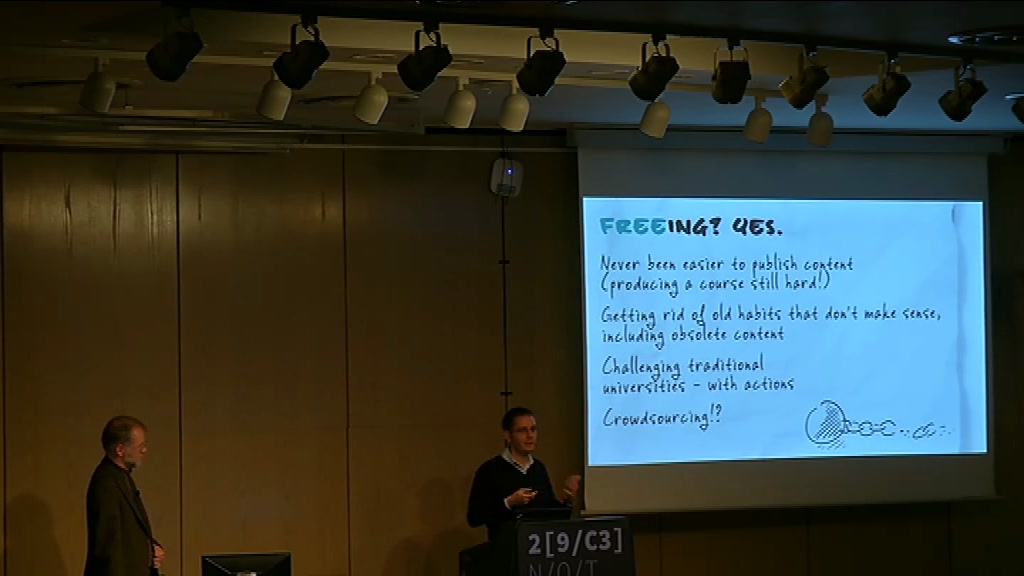 FREEING? YES.
Never been easier to publish content
(producing a course still hard!)
Getting rid of old habits that don't make sense,
including obsolete content
Challenging traditional
universities - with actions
Crowdsourcing!?
2[9/C3]
N/O/T